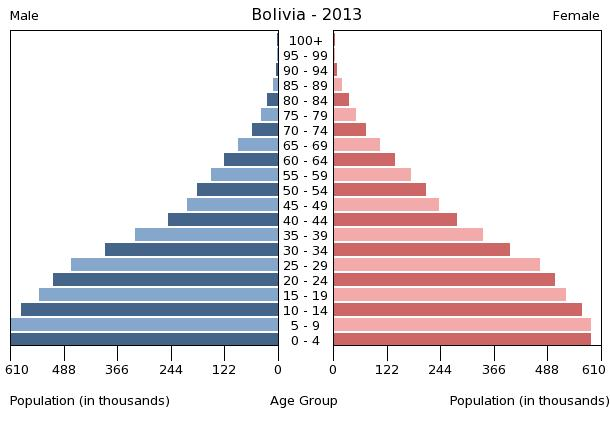 Male Bolivia - 2013 Female
100+
95 - 99
90 - 94
85 - 89
80 - 84
75 - 79
70 - 74
65 - 69
60 - 64
55 - 59
50 - 54
45 - 49
40 - 44
35 - 39
30 - 34
25 - 29
20 - 24
15 - 19
10 - 14
5 - 9
0 - 4
610 488 366 244 122 0 0 122 244 366 488 610
Population (in thousands) Age Group Population (in thousands)